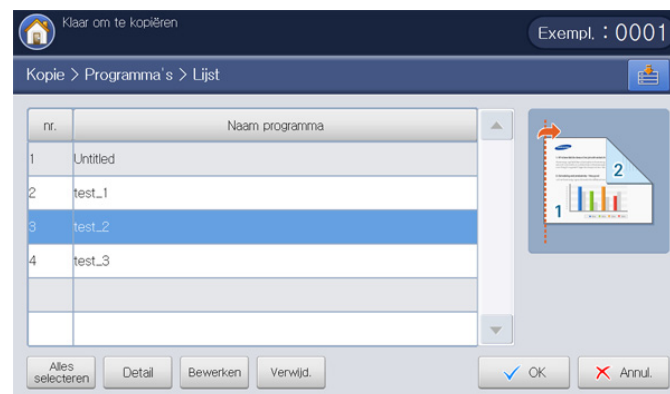 Klaar om te kopiëren
Exempl. : 0001
Kopie > Programma's > Lijst
nr. Naam programma
1 Untitled
2 test_1
3 test_2
4 test_3
2
1
Alles selecteren
Detail
Bewerken
Verwijd.
OK
Annul.